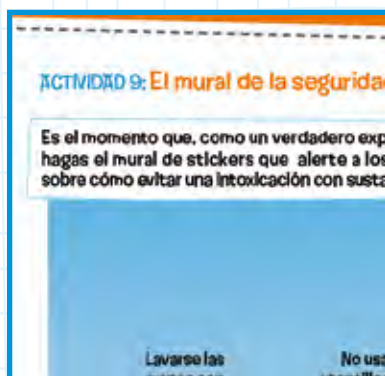 ACTIVIDAD 9: El mural de la segurida
Es el momento que, como un verdadero exp
hagas el mural de stickers que alerte a los
sobre cómo evitar una intoxicación con susta
Lavarse las
No usa